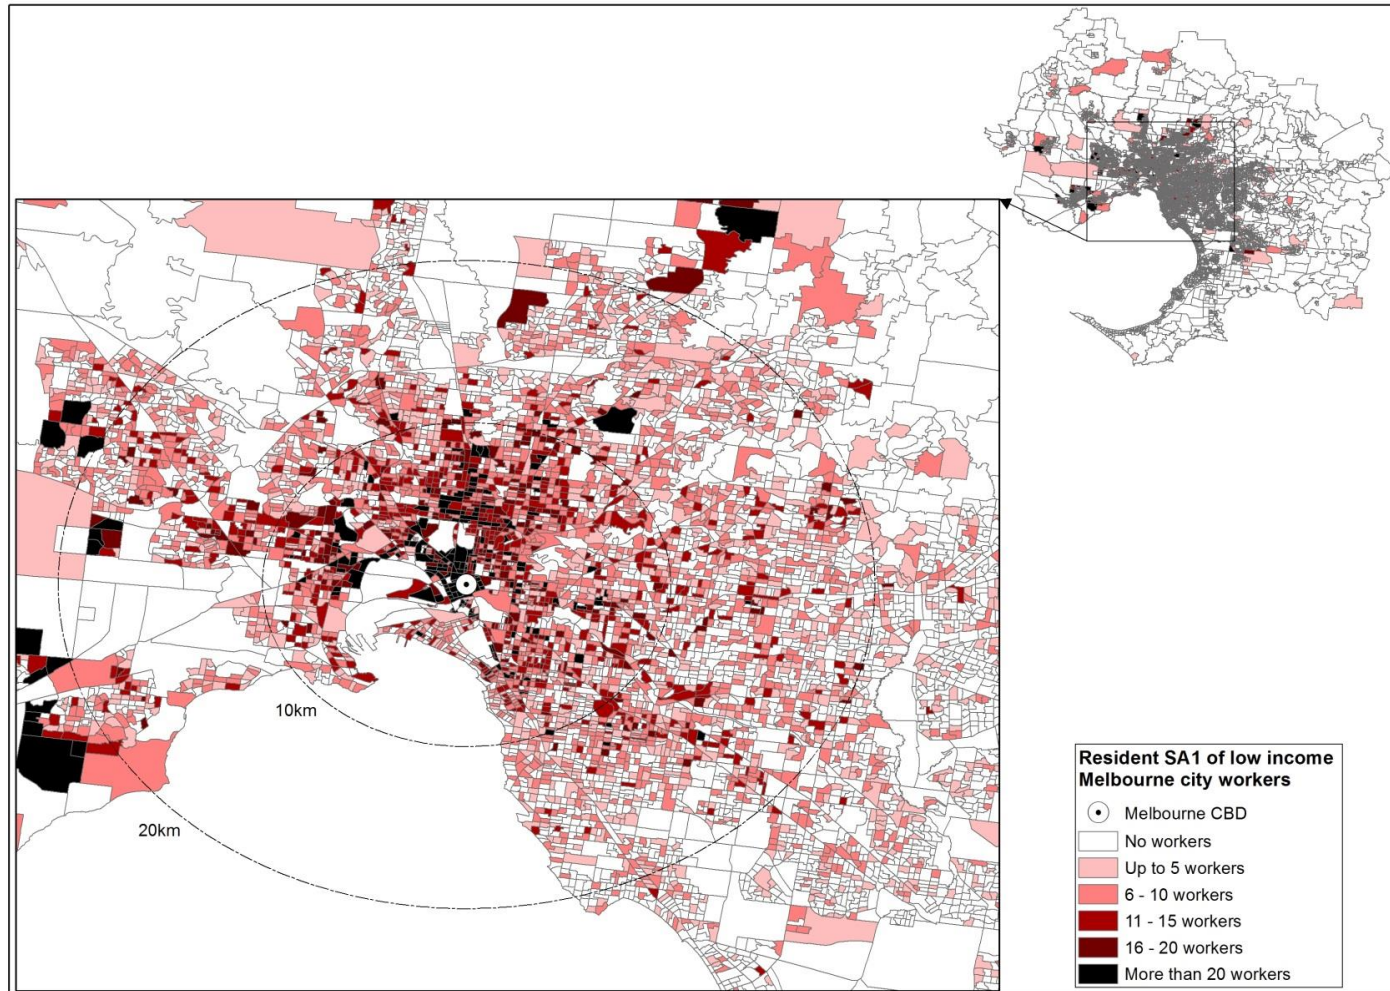 10km
20km
Resident SA1 of low income
Melbourne city workers
Melbourne CBD
No workers
Up to 5 workers
6 - 10 workers
11 - 15 workers
16 - 20 workers
More than 20 workers